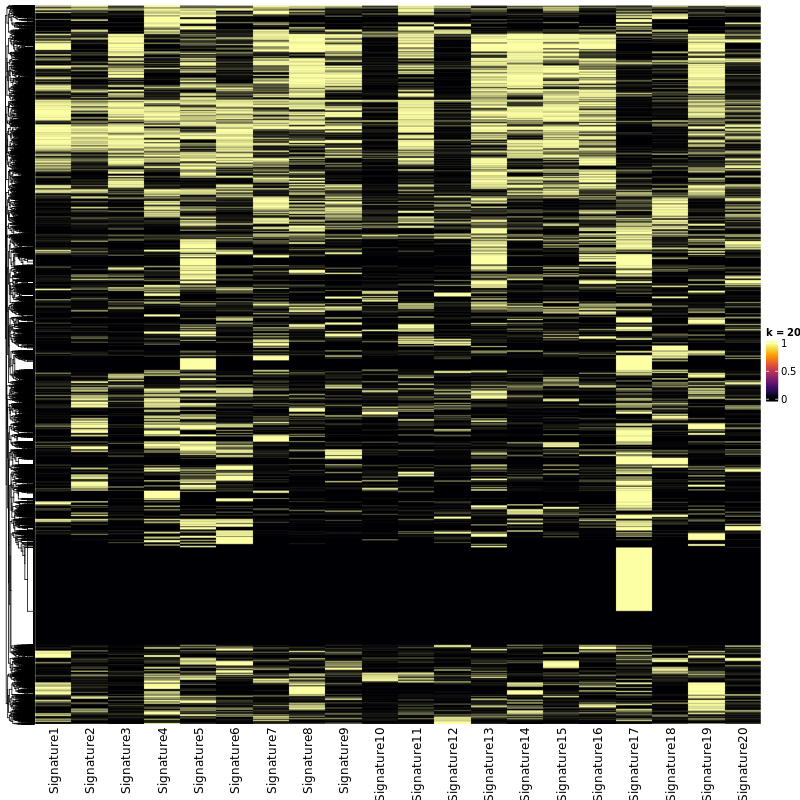 k = 20
1
0.5
0
Signature1
Signature2
Signature3
Signature4
Signature5
Signature6
Signature7
Signature8
Signature9
Signature10
Signature11
Signature12
Signature13
Signature14
Signature15
Signature16
Signature17
Signature18
Signature19
Signature20